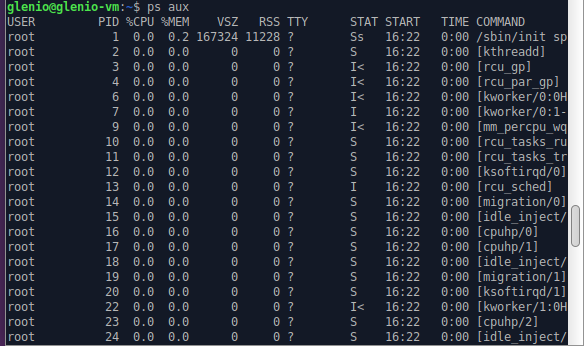 glenio@glenio-vm:~$ ps aux
USER         PID %CPU %MEM    VSZ   RSS TTY      STAT START   TIME COMMAND
root           1  0.0  0.2 167324 11228 ?        Ss   16:22   0:00 /sbin/init sp
root           2  0.0  0.0      0     0 ?        S    16:22   0:00 [kthreadd]
root           3  0.0  0.0      0     0 ?        I<   16:22   0:00 [rcu_gp]
root           4  0.0  0.0      0     0 ?        I<   16:22   0:00 [rcu_par_gp]
root           6  0.0  0.0      0     0 ?        I<   16:22   0:00 [kworker/0:0H
root           7  0.0  0.0      0     0 ?        I    16:22   0:00 [kworker/0:1-
root           9  0.0  0.0      0     0 ?        I<   16:22   0:00 [mm_percpu_wq
root          10  0.0  0.0      0     0 ?        S    16:22   0:00 [rcu_tasks_ru
root          11  0.0  0.0      0     0 ?        S    16:22   0:00 [rcu_tasks_tr
root          12  0.0  0.0      0     0 ?        S    16:22   0:00 [ksoftirqd/0]
root          13  0.0  0.0      0     0 ?        I    16:22   0:00 [rcu_sched]
root          14  0.0  0.0      0     0 ?        S    16:22   0:00 [migration/0]
root          15  0.0  0.0      0     0 ?        S    16:22   0:00 [idle_inject/
root          16  0.0  0.0      0     0 ?        S    16:22   0:00 [cpuhp/0]
root          17  0.0  0.0      0     0 ?        S    16:22   0:00 [cpuhp/1]
root          18  0.0  0.0      0     0 ?        S    16:22   0:00 [idle_inject/
root          19  0.0  0.0      0     0 ?        S    16:22   0:00 [migration/1]
root          20  0.0  0.0      0     0 ?        S    16:22   0:00 [ksoftirqd/1]
root          22  0.0  0.0      0     0 ?        I<   16:22   0:00 [kworker/1:0H
root          23  0.0  0.0      0     0 ?        S    16:22   0:00 [cpuhp/2]
root          24  0.0  0.0      0     0 ?        S    16:22   0:00 [idle_inject/